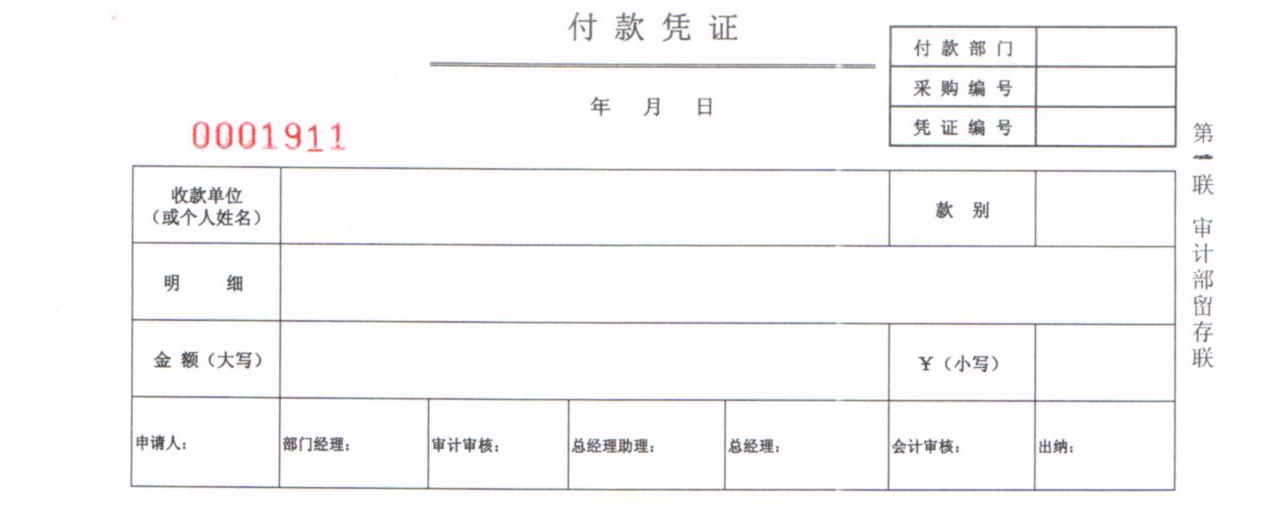 付款凭证
付款部门
采购编号
凭证编号
年 月 日
0001911
收款单位
（或个人姓名）
款 别
明 细
金 额（大写）
￥（小写）
申请人：
部门经理：
审计审核：
总经理助理：
总经理：
会计审核：
出纳：
第 联 审计部留存联